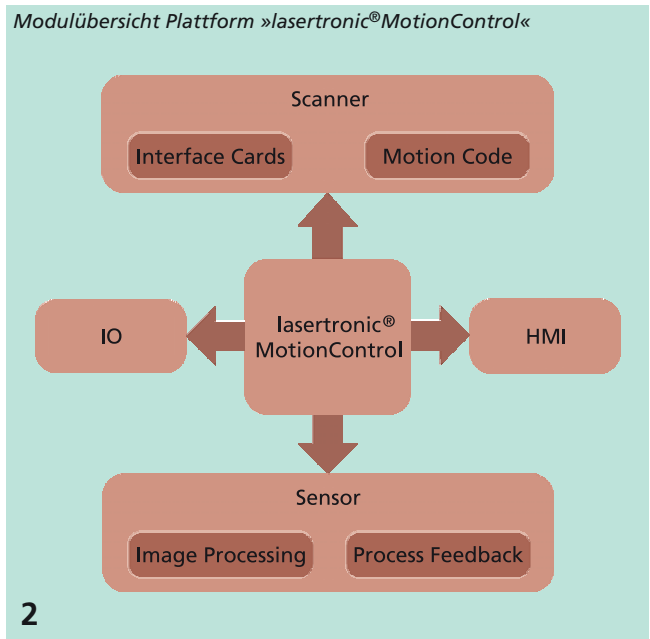 Modulübersicht Plattform »lasertronic®MotionControl«
Scanner
Interface Cards
Motion Code
IO
lasertronic®
MotionControl
HMI
Sensor
Image Processing
Process Feedback
2